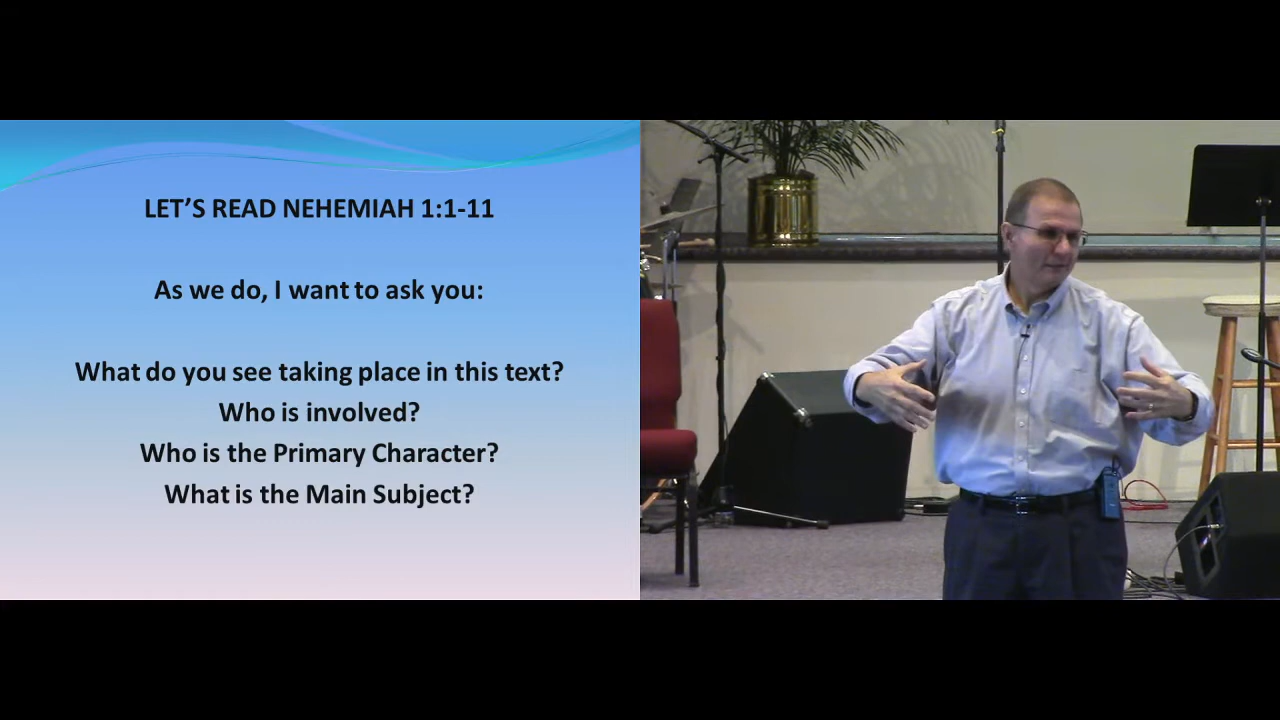 LET’S READ NEHEMIAH 1:1-11
As we do, I want to ask you:
What do you see taking place in this text?
Who is involved?
Who is the Primary Character?
What is the Main Subject?